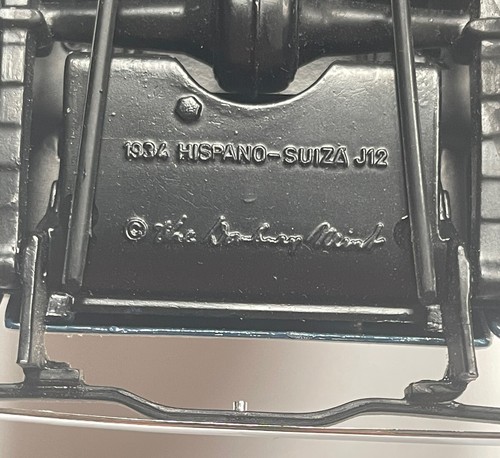 1934 HISPANO-SUIZA J12
© The Danbury Mint